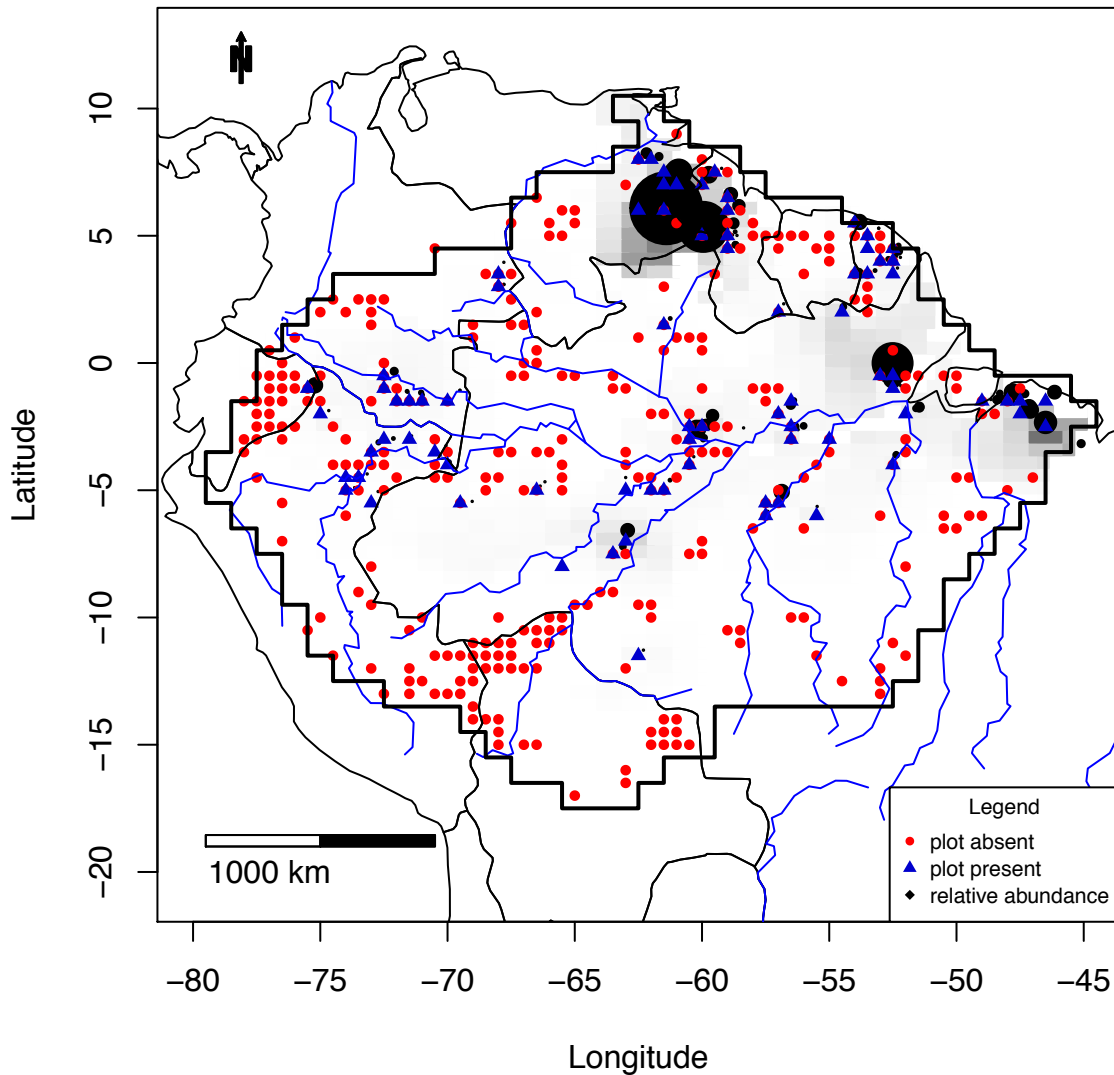 N
10
5
0
−5
−10
−15
−20
Latitude
1000 km
Legend
plot absent
plot present
relative abundance
−80 −75 −70 −65 −60 −55 −50 −45
Longitude